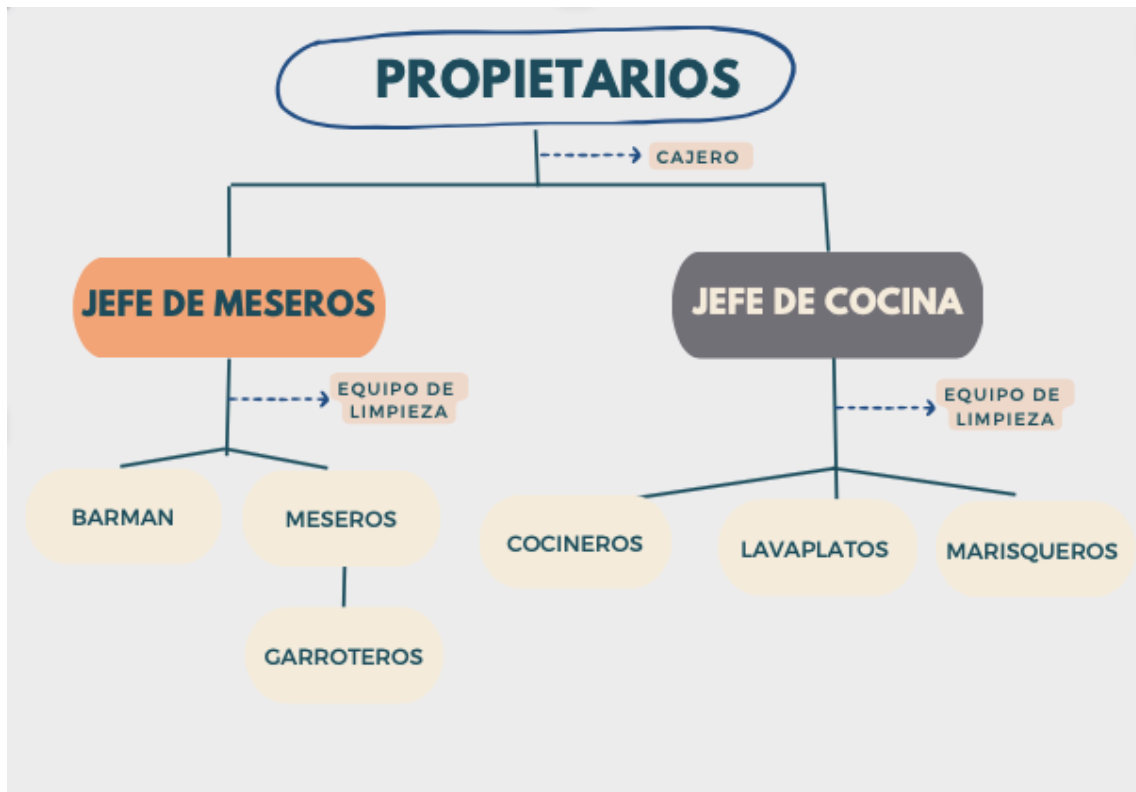 PROPIETARIOS
CAJERO
JEFE DE MESEROS
JEFE DE COCINA
EQUIPO DE
LIMPIEZA
EQUIPO DE
LIMPIEZA
BARMAN
MESEROS
COCINEROS
LAVAPLATOS
MARISQUEROS
GARROTEROS